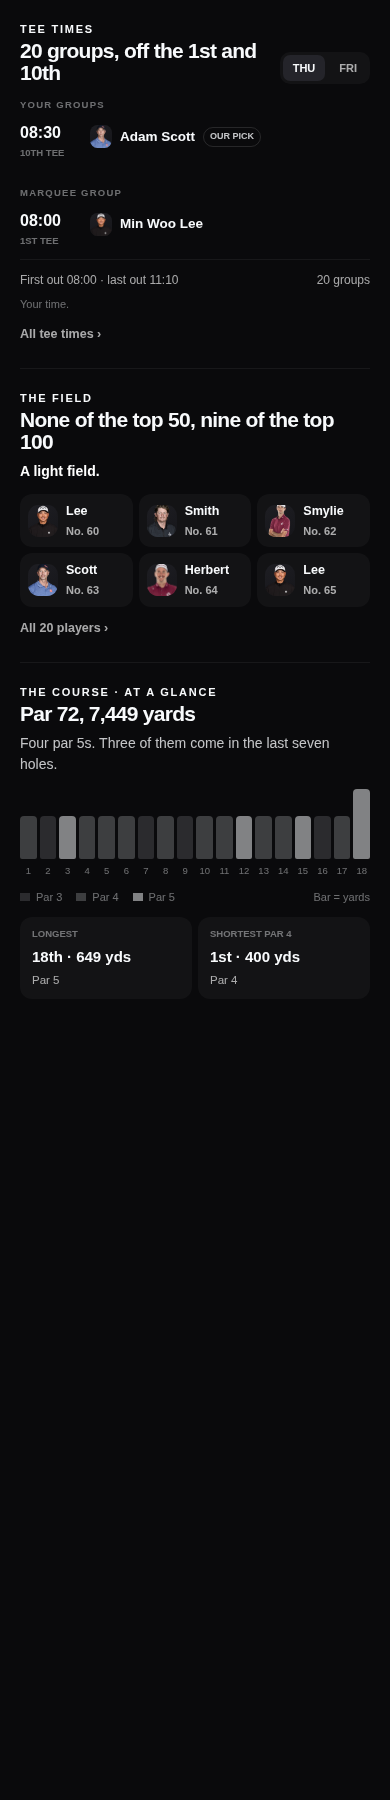 TEE TIMES
20 groups, off the 1st and
10th
THU FRI
YOUR GROUPS
08:30
10TH TEE
Adam Scott OUR PICK
MARQUEE GROUP
08:00
1ST TEE
Min Woo Lee
First out 08:00 · last out 11:10 20 groups
Your time.
All tee times ›
THE FIELD
None of the top 50, nine of the top
100
A light field.
Lee
No. 60
Smith
No. 61
Smylie
No. 62
Scott
No. 63
Herbert
No. 64
Lee
No. 65
All 20 players ›
THE COURSE · AT A GLANCE
Par 72, 7,449 yards
Four par 5s. Three of them come in the last seven
holes.
1 2 3 4 5 6 7 8 9 10 11 12 13 14 15 16 17 18
Par 3 Par 4 Par 5 Bar = yards
LONGEST
18th · 649 yds
Par 5
SHORTEST PAR 4
1st · 400 yds
Par 4